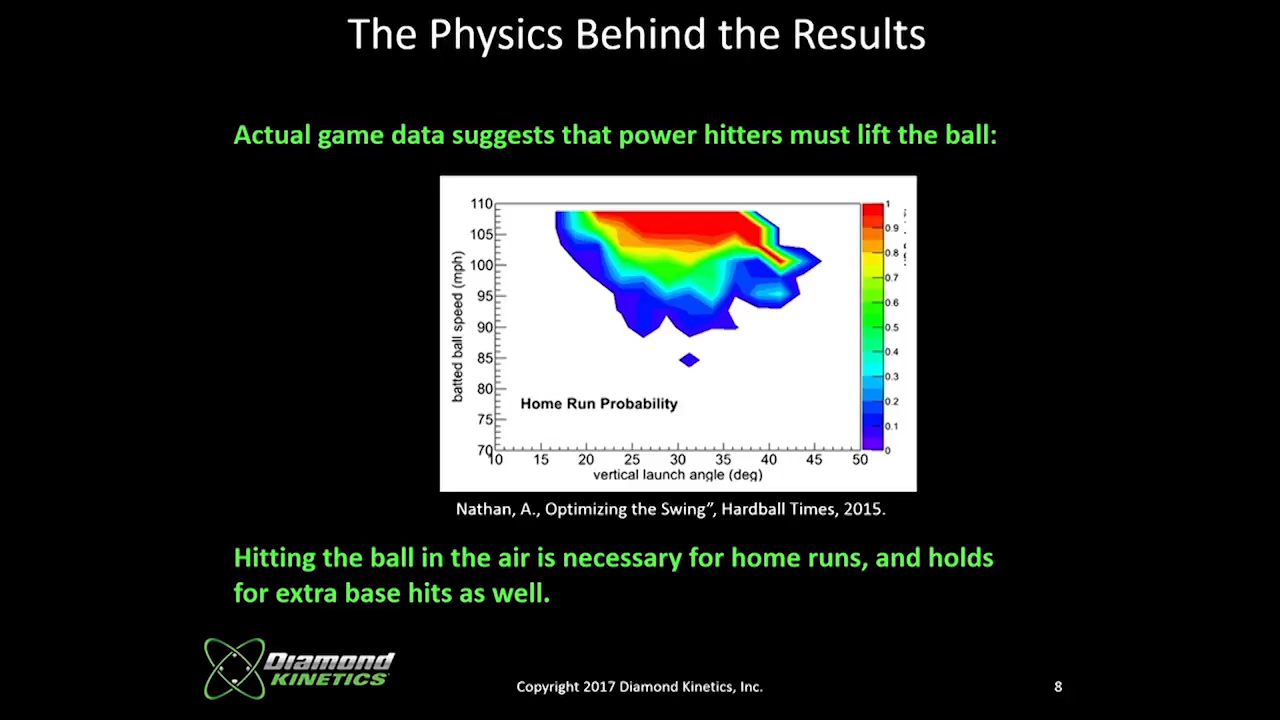 The Physics Behind the Results
Actual game data suggests that power hitters must lift the ball:
110
105
100
95
90
85
80
75
70
batted ball speed (mph)
Home Run Probability
10
15
20
25
30
35
40
45
50
vertical launch angle (deg)
1
0.9
0.8
0.7
0.6
0.5
0.4
0.3
0.2
0.1
0
Nathan, A., Optimizing the Swing”, Hardball Times, 2015.
Hitting the ball in the air is necessary for home runs, and holds
for extra base hits as well.
Diamond
KINETICS
Copyright 2017 Diamond Kinetics, Inc.
8